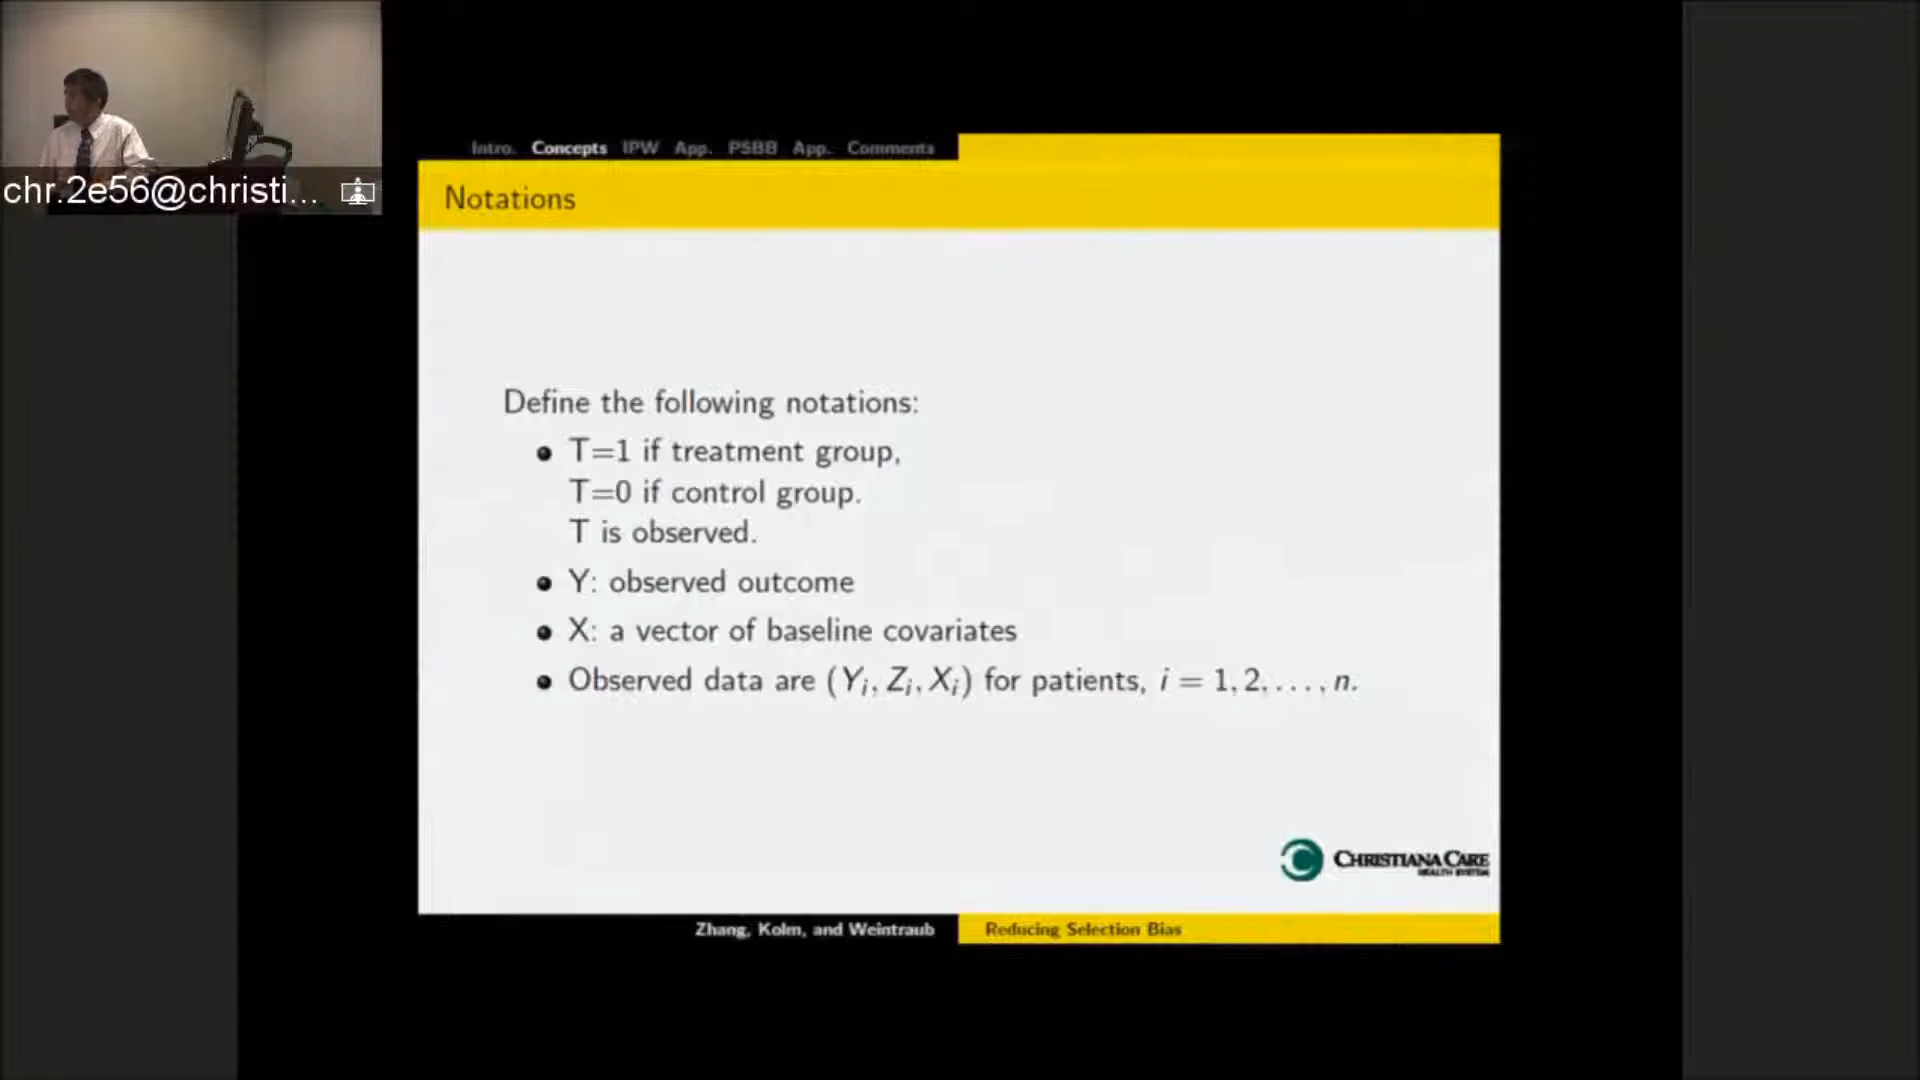 chr.2e56@christi...
Intro. Concepts IPW App. PSBB App. Comments
Notations
Define the following notations:
T=1 if treatment group,
T=0 if control group.
T is observed.
Y: observed outcome
X: a vector of baseline covariates
Observed data are (Yᵢ, Zᵢ, Xᵢ) for patients, i = 1, 2, . . . , n.
CHRISTIANA CARE
HEALTH SYSTEM
Zhang, Kolm, and Weintraub
Reducing Selection Bias